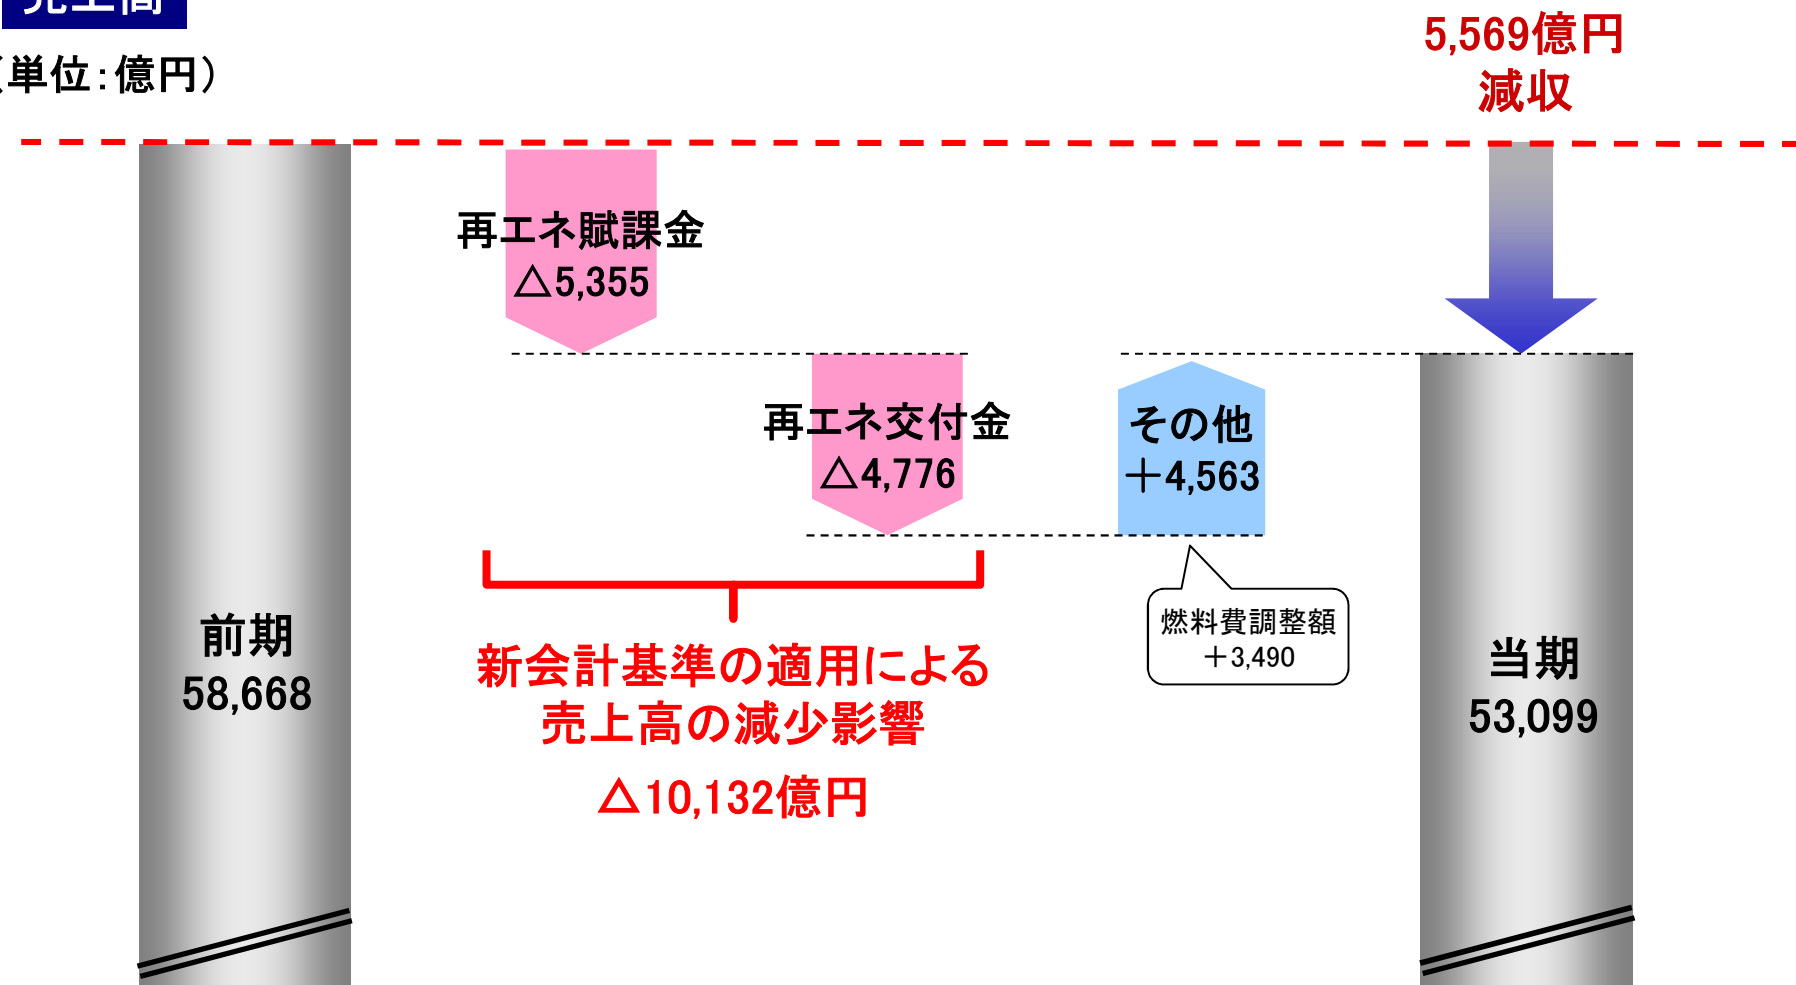 売上高
（単位：億円）
5,569億円
減収
再エネ賦課金
△5,355
再エネ交付金
△4,776
その他
＋4,563
燃料費調整額
＋3,490
前期
58,668
新会計基準の適用による
売上高の減少影響
△10,132億円
当期
53,099